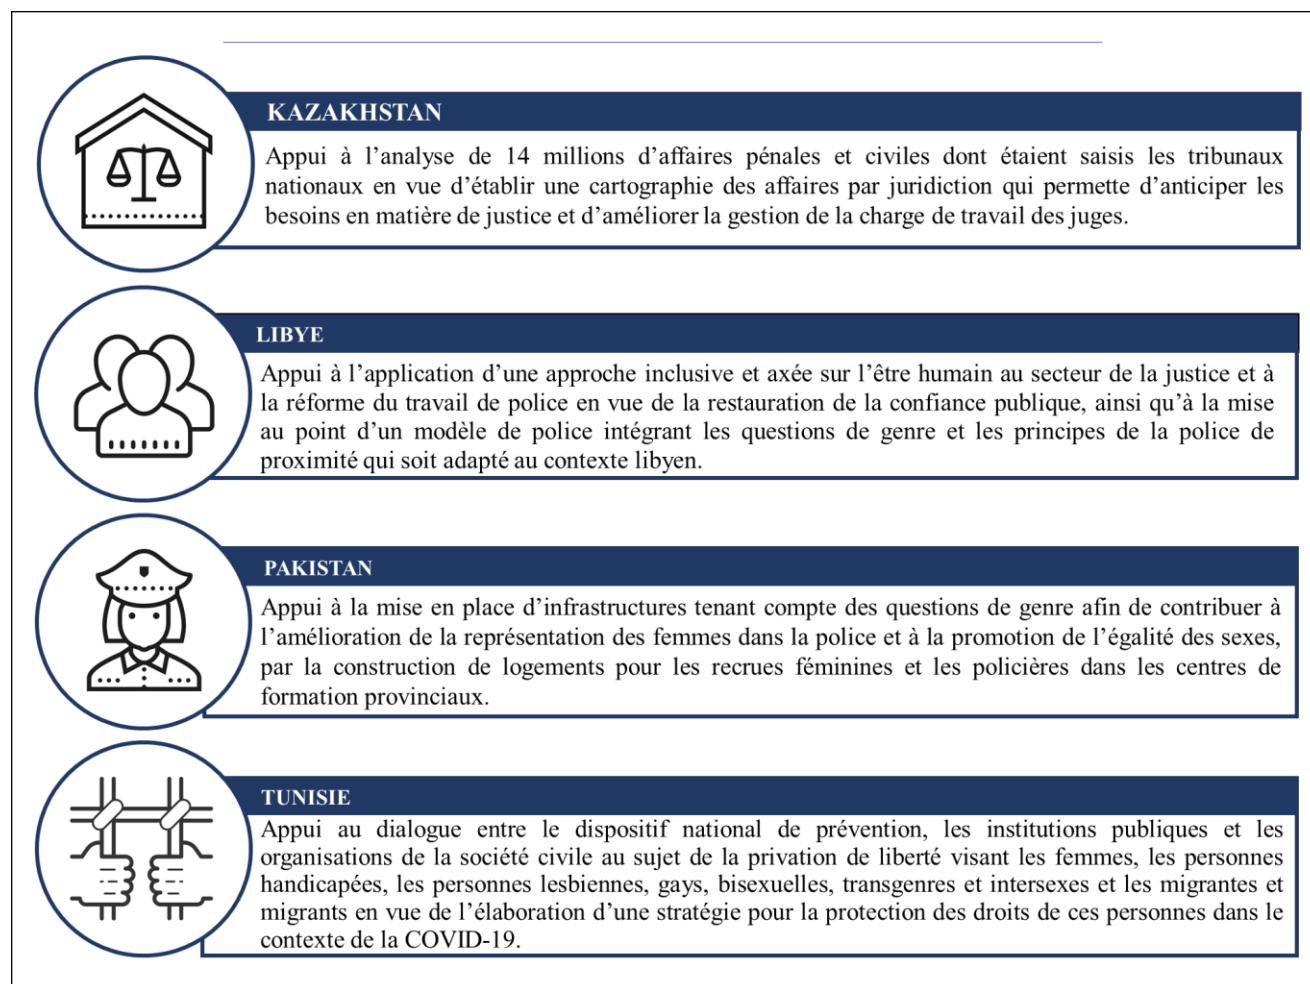 KAZAKHSTAN
Appui à l’analyse de 14 millions d’affaires pénales et civiles dont étaient saisis les tribunaux
nationaux en vue d’établir une cartographie des affaires par juridiction qui permette d’anticiper les
besoins en matière de justice et d’améliorer la gestion de la charge de travail des juges.
LIBYE
Appui à l’application d’une approche inclusive et axée sur l’être humain au secteur de la justice et à
la réforme du travail de police en vue de la restauration de la confiance publique, ainsi qu’à la mise
au point d’un modèle de police intégrant les questions de genre et les principes de la police de
proximité qui soit adapté au contexte libyen.
PAKISTAN
Appui à la mise en place d’infrastructures tenant compte des questions de genre afin de contribuer à
l’amélioration de la représentation des femmes dans la police et à la promotion de l’égalité des sexes,
par la construction de logements pour les recrues féminines et les policières dans les centres de
formation provinciaux.
TUNISIE
Appui au dialogue entre le dispositif national de prévention, les institutions publiques et les
organisations de la société civile au sujet de la privation de liberté visant les femmes, les personnes
handicapées, les personnes lesbiennes, gays, bisexuelles, transgenres et intersexes et les migrantes et
migrants en vue de l’élaboration d’une stratégie pour la protection des droits de ces personnes dans le
contexte de la COVID-19.